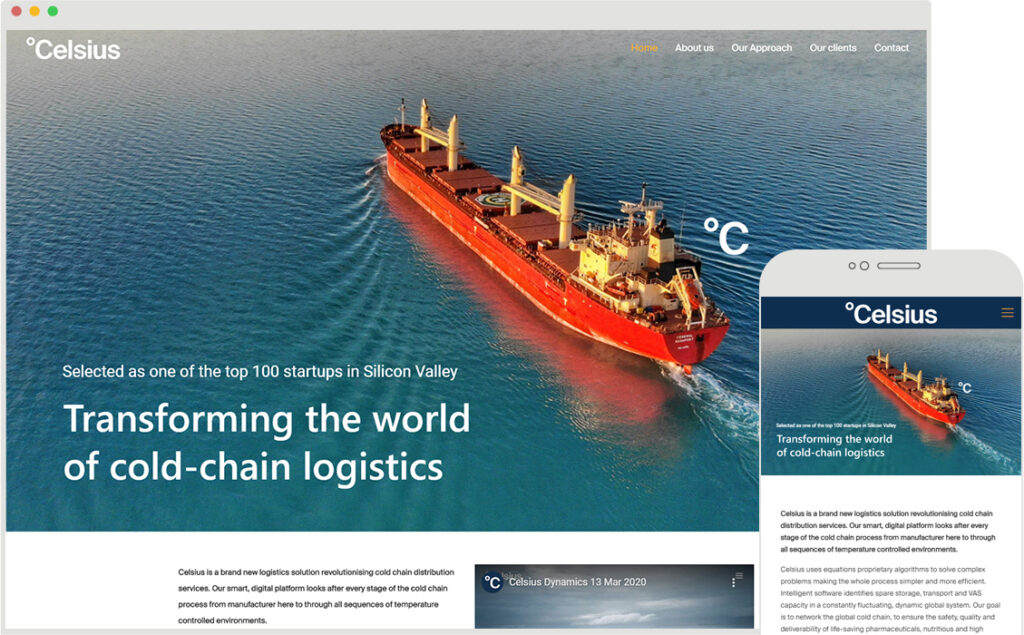 °Celsius
Home About us Our Approach Our clients Contact
°C
Selected as one of the top 100 startups in Silicon Valley
Transforming the world
of cold-chain logistics
Celsius is a brand new logistics solution revolutionising cold chain distribution
services. Our smart, digital platform looks after every stage of the cold chain
process from manufacturer here to through all sequences of temperature
controlled environments.
°C Celsius Dynamics 13 Mar 2020
°Celsius
°C
Selected as one of the top 100 startups in Silicon Valley
Transforming the world
of cold-chain logistics
Celsius is a brand new logistics solution revolutionising cold chain
distribution services. Our smart, digital platform looks after every
stage of the cold chain process from manufacturer here to through
all sequences of temperature controlled environments.
Celsius uses equations proprietary algorithms to solve complex
problems making the whole process simpler and more efficient.
Intelligent software identifies spare storage, transport and VAS
capacity in a constantly fluctuating, dynamic global system. Our goal
is to network the global cold chain, to ensure the safety, quality and
deliverability of life-saving pharmaceuticals, nutritious and high